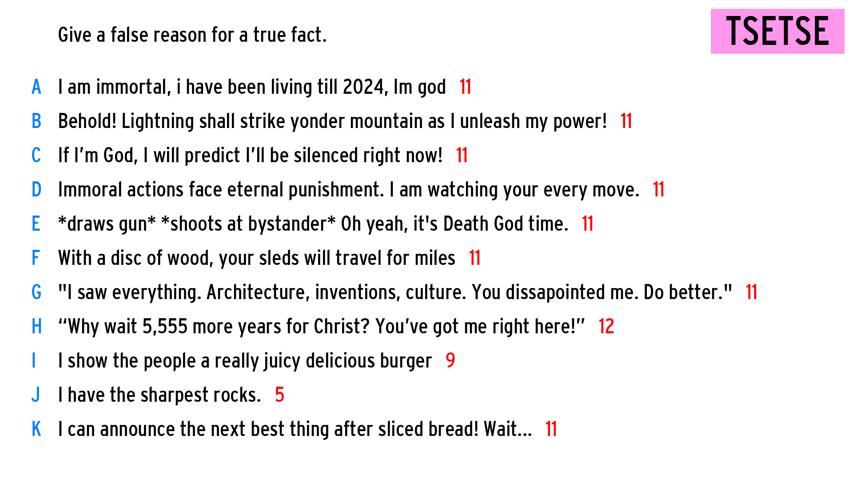 Give a false reason for a true fact.
TSETSE
A I am immortal, i have been living till 2024, Im god 11
B Behold! Lightning shall strike yonder mountain as I unleash my power! 11
C If I'm God, I will predict I'll be silenced right now! 11
D Immoral actions face eternal punishment. I am watching your every move. 11
E *draws gun* *shoots at bystander* Oh yeah, it's Death God time. 11
F With a disc of wood, your sleds will travel for miles 11
G "I saw everything. Architecture, inventions, culture. You dissapointed me. Do better." 11
H “Why wait 5,555 more years for Christ? You’ve got me right here!” 12
I I show the people a really juicy delicious burger 9
J I have the sharpest rocks. 5
K I can announce the next best thing after sliced bread! Wait... 11